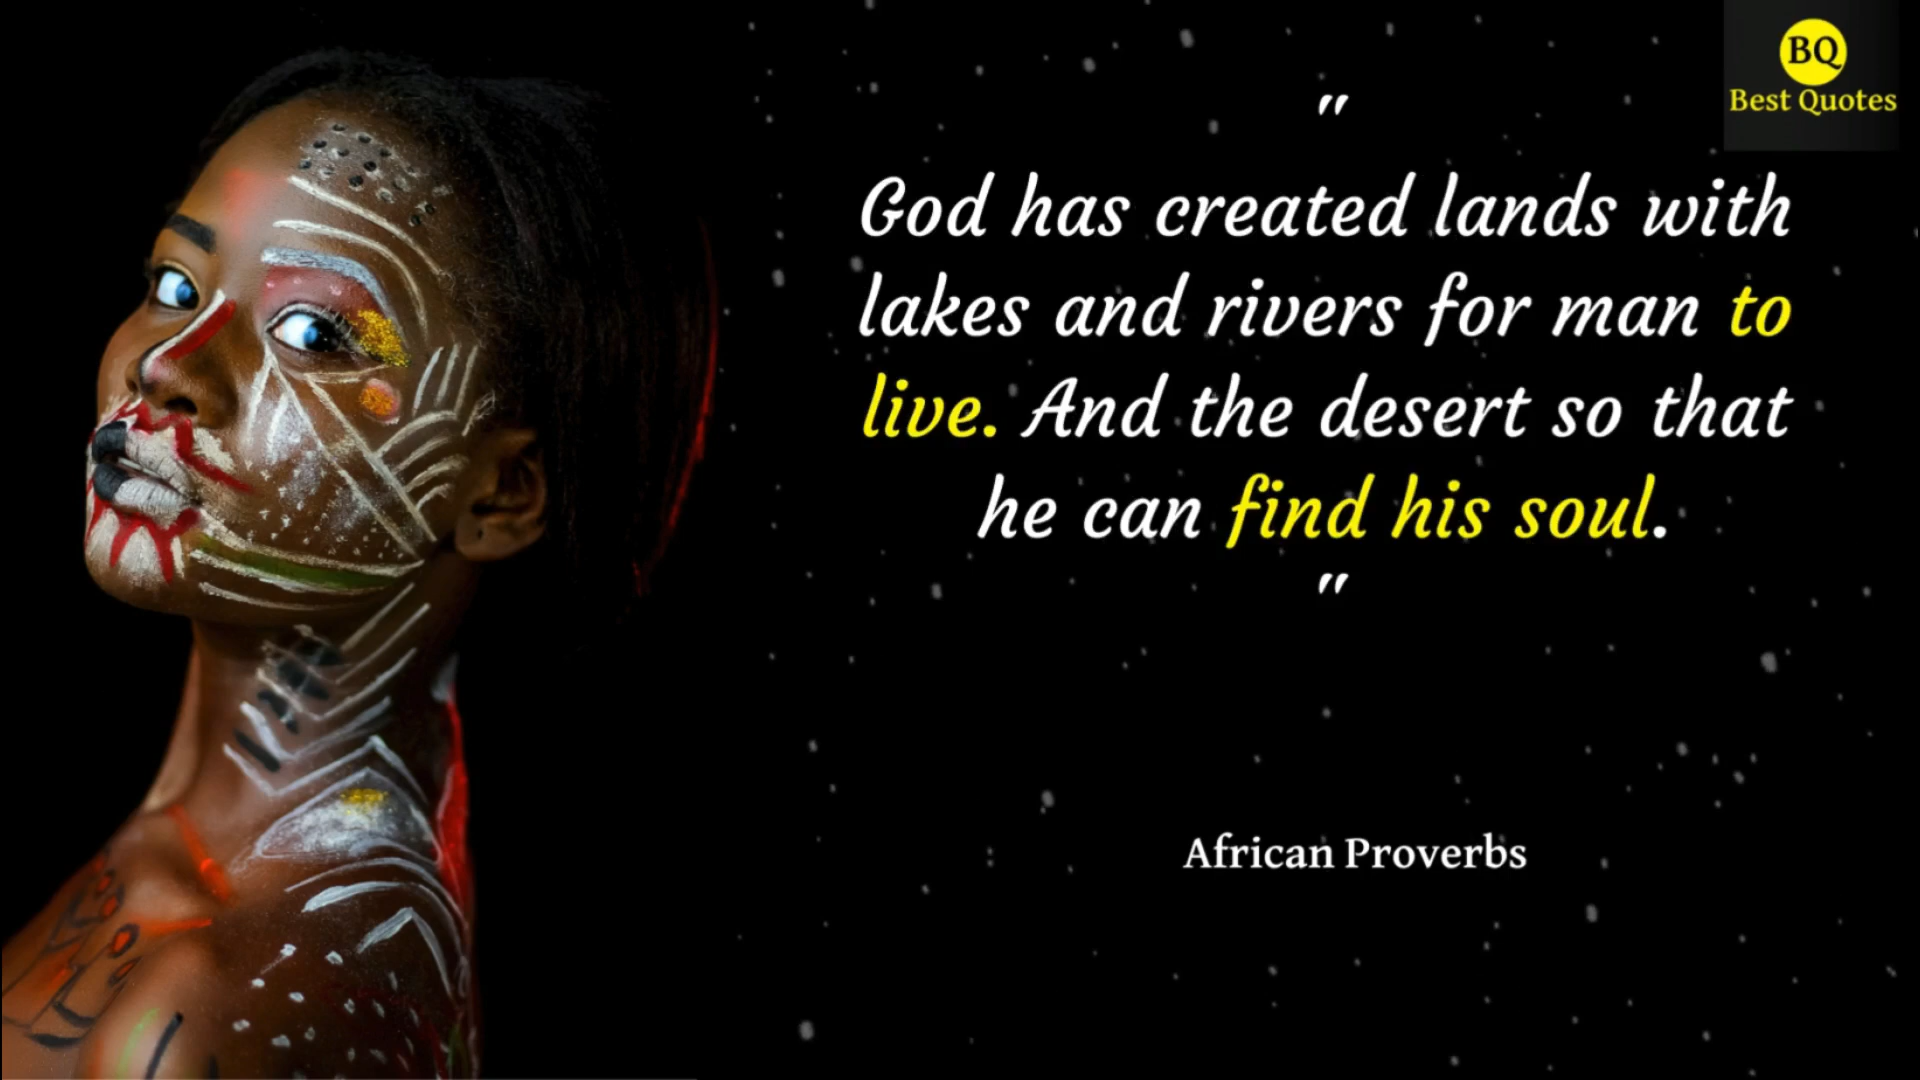 BQ
Best Quotes
"
God has created lands with
lakes and rivers for man to
live. And the desert so that
he can find his soul.
"
African Proverbs